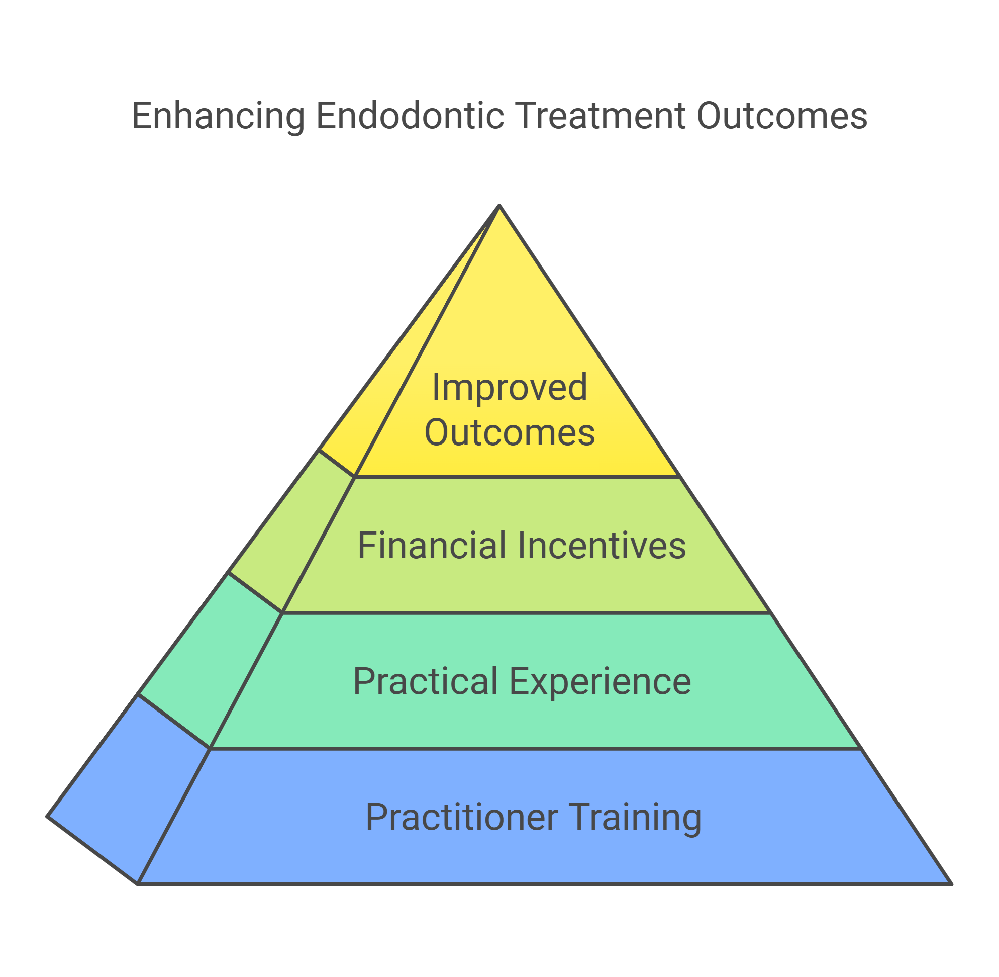 Enhancing Endodontic Treatment Outcomes
Improved
Outcomes
Financial Incentives
Practical Experience
Practitioner Training